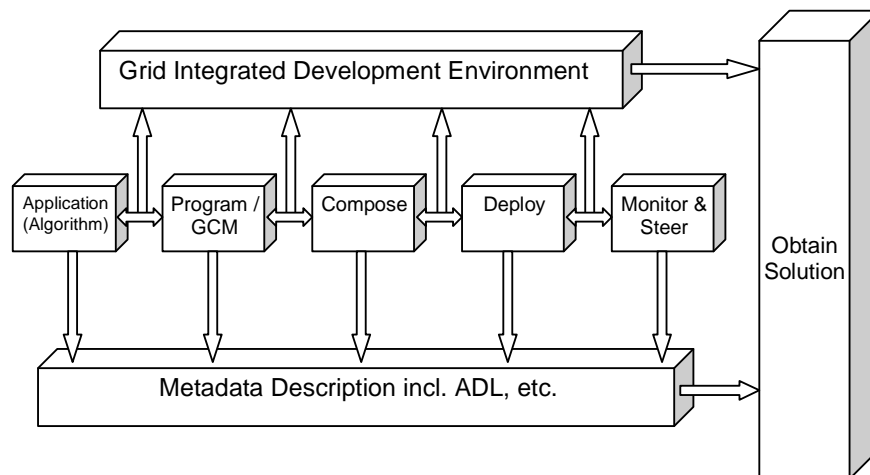 Grid Integrated Development Environment
Application
(Algorithm)
Program /
GCM
Compose
Deploy
Monitor &
Steer
Obtain
Solution
Metadata Description incl. ADL, etc.